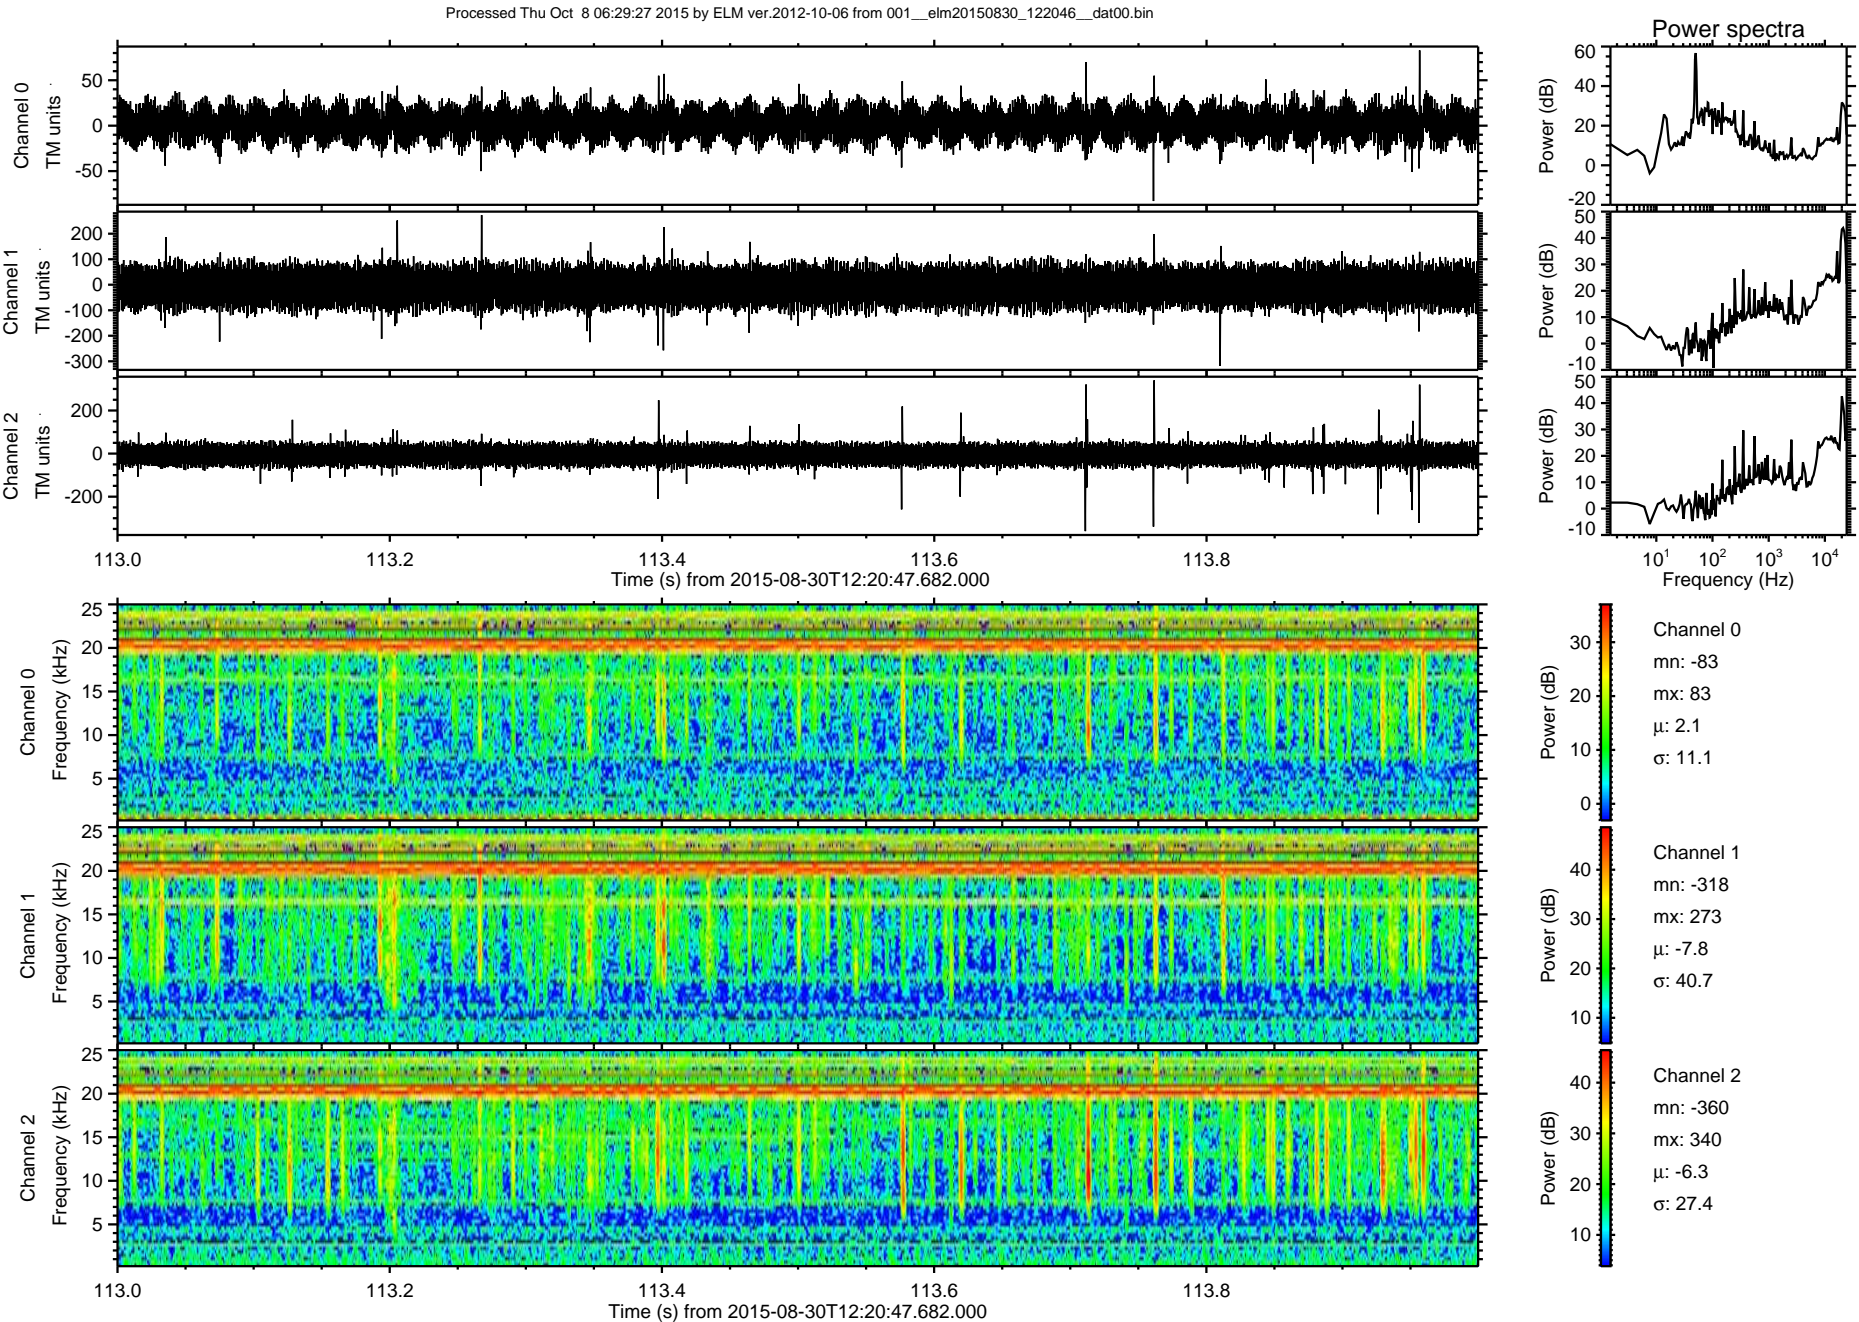 Processed Thu Oct  8 06:29:27 2015 by ELM ver.2012-10-06 from 001__elm20150830_122046__dat00.bin
Power spectra
Channel 0
TM units
50
0
-50
Power (dB)
60
40
20
0
-20
Channel 1
TM units
200
100
0
-100
-200
-300
Power (dB)
50
40
30
20
10
0
-10
Channel 2
TM units
200
0
-200
Power (dB)
50
40
30
20
10
0
-10
113.0 113.2 113.4 113.6 113.8
Time (s) from 2015-08-30T12:20:47.682.000
10^1 10^2 10^3 10^4
Frequency (Hz)
Channel 0
Frequency (kHz)
25
20
15
10
5
Power (dB)
30
20
10
0
Channel 0
mn: -83
mx: 83
μ: 2.1
σ: 11.1
Channel 1
Frequency (kHz)
25
20
15
10
5
Power (dB)
40
30
20
10
Channel 1
mn: -318
mx: 273
μ: -7.8
σ: 40.7
Channel 2
Frequency (kHz)
25
20
15
10
5
Power (dB)
40
30
20
10
Channel 2
mn: -360
mx: 340
μ: -6.3
σ: 27.4
113.0 113.2 113.4 113.6 113.8
Time (s) from 2015-08-30T12:20:47.682.000